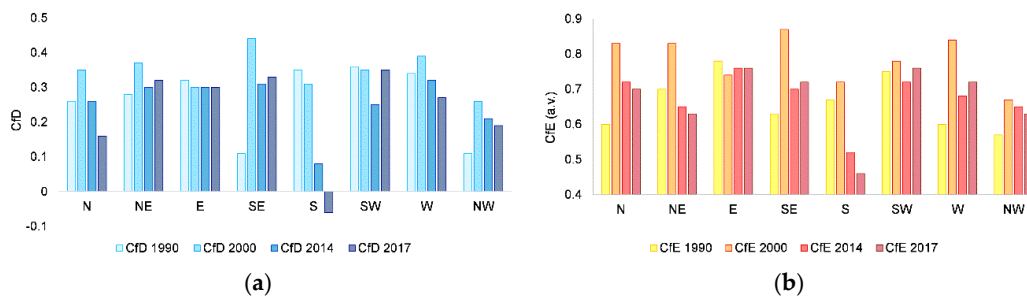 0.5
0.4
0.3
0.2
0.1
0
-0.1
CfD
N NE E SE S SW W NW
CfD 1990 CfD 2000 CfD 2014 CfD 2017
(a)
0.9
0.8
0.7
0.6
0.5
0.4
CfE (a.v.)
N NE E SE S SW W NW
CfE 1990 CfE 2000 CfE 2014 CfE 2017
(b)